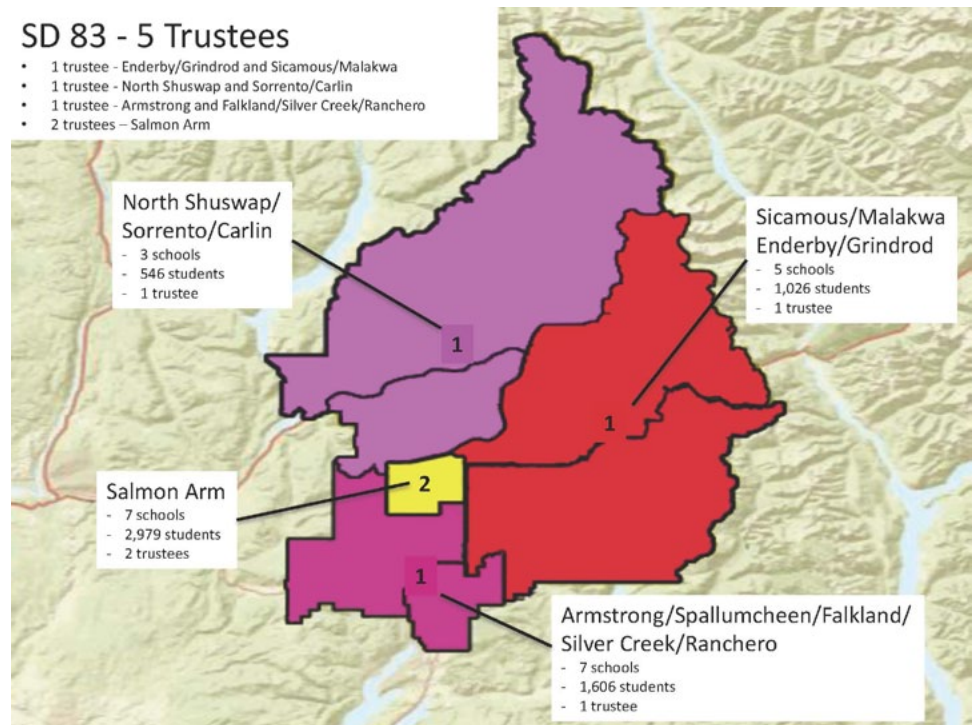 SD 83 - 5 Trustees
• 1 trustee - Enderby/Grindrod and Sicamous/Malakwa
• 1 trustee - North Shuswap and Sorrento/Carlin
• 1 trustee - Armstrong and Falkland/Silver Creek/Ranchero
• 2 trustees – Salmon Arm
North Shuswap/
Sorrento/Carlin
- 3 schools
- 546 students
- 1 trustee
Sicamous/Malakwa
Enderby/Grindrod
- 5 schools
- 1,026 students
- 1 trustee
1
1
Salmon Arm
- 7 schools
- 2,979 students
- 2 trustees
2
1
Armstrong/Spallumcheen/Falkland/
Silver Creek/Ranchero
- 7 schools
- 1,606 students
- 1 trustee